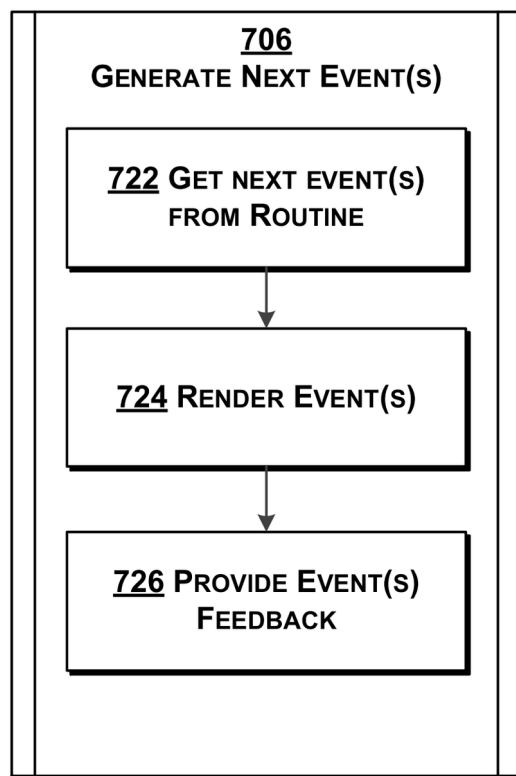 706
GENERATE NEXT EVENT(S)
722 GET NEXT EVENT(S)
FROM ROUTINE
724 RENDER EVENT(S)
726 PROVIDE EVENT(S)
FEEDBACK